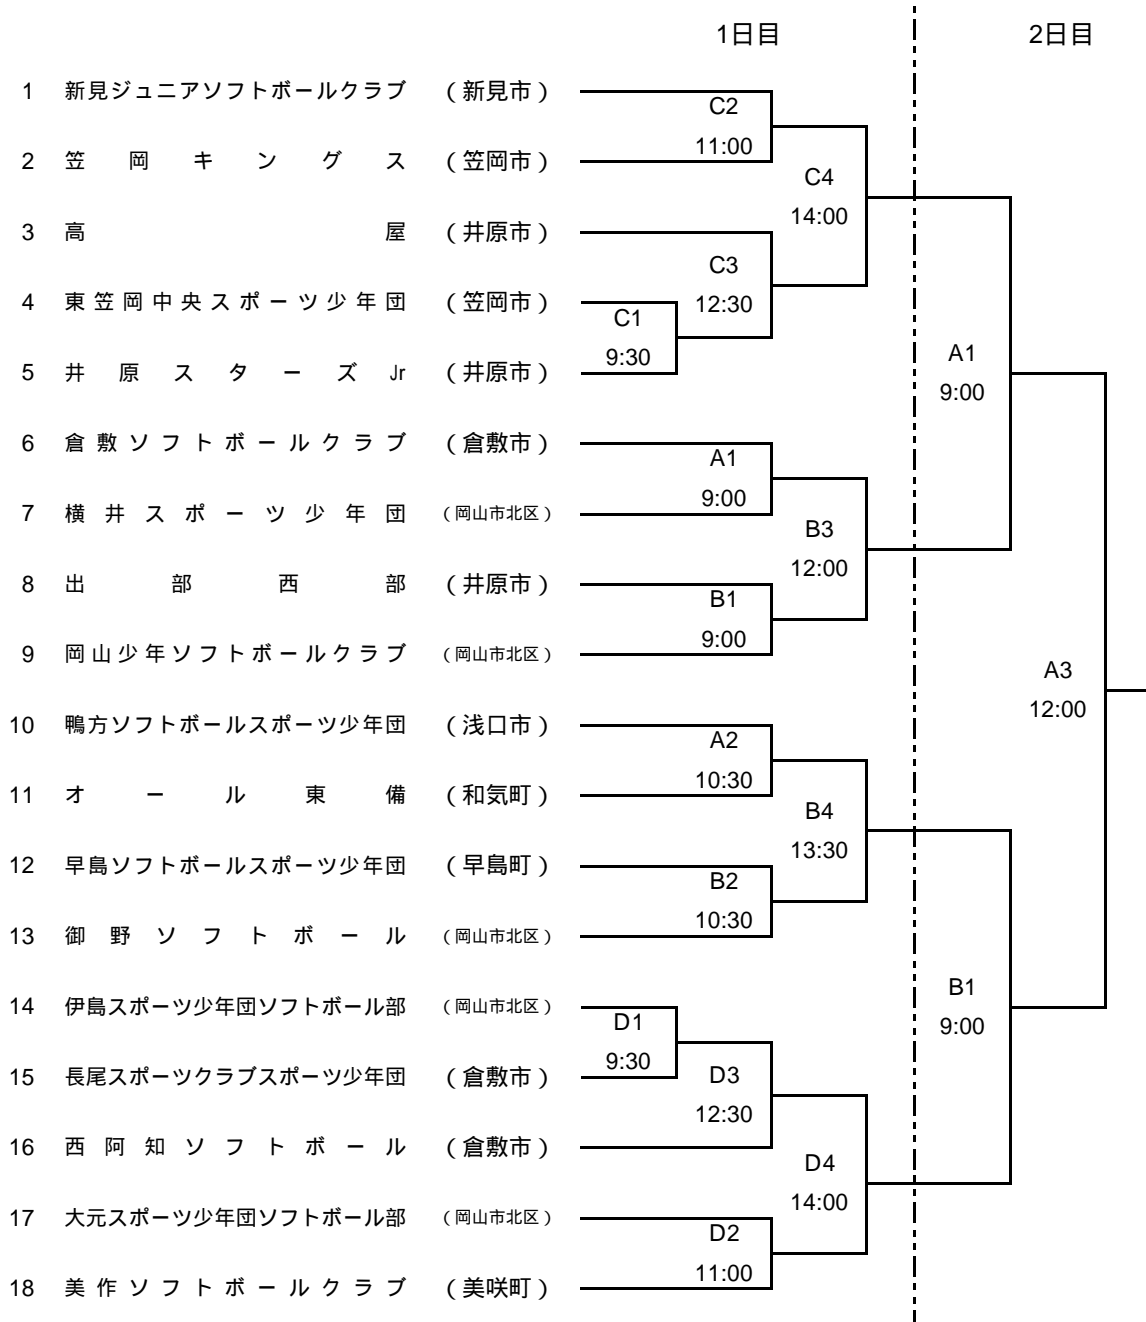 1日目 2日目
1 新見ジュニアソフトボールクラブ （新見市）
C2
11:00
2 笠岡キングス （笠岡市）
C4
14:00
3 高屋 （井原市）
C3
12:30
4 東笠岡中央スポーツ少年団 （笠岡市）
C1
9:30
5 井原スターズJr （井原市）
A1
9:00
6 倉敷ソフトボールクラブ （倉敷市）
A1
9:00
7 横井スポーツ少年団 （岡山市北区）
B3
12:00
8 出部西部 （井原市）
B1
9:00
9 岡山少年ソフトボールクラブ （岡山市北区）
A3
12:00
10 鴨方ソフトボールスポーツ少年団 （浅口市）
A2
10:30
11 オール東備 （和気町）
B4
13:30
12 早島ソフトボールスポーツ少年団 （早島町）
B2
10:30
13 御野ソフトボール （岡山市北区）
B1
9:00
14 伊島スポーツ少年団ソフトボール部 （岡山市北区）
D1
9:30
15 長尾スポーツクラブスポーツ少年団 （倉敷市）
D3
12:30
16 西阿知ソフトボール （倉敷市）
D4
14:00
17 大元スポーツ少年団ソフトボール部 （岡山市北区）
D2
11:00
18 美作ソフトボールクラブ （美咲町）